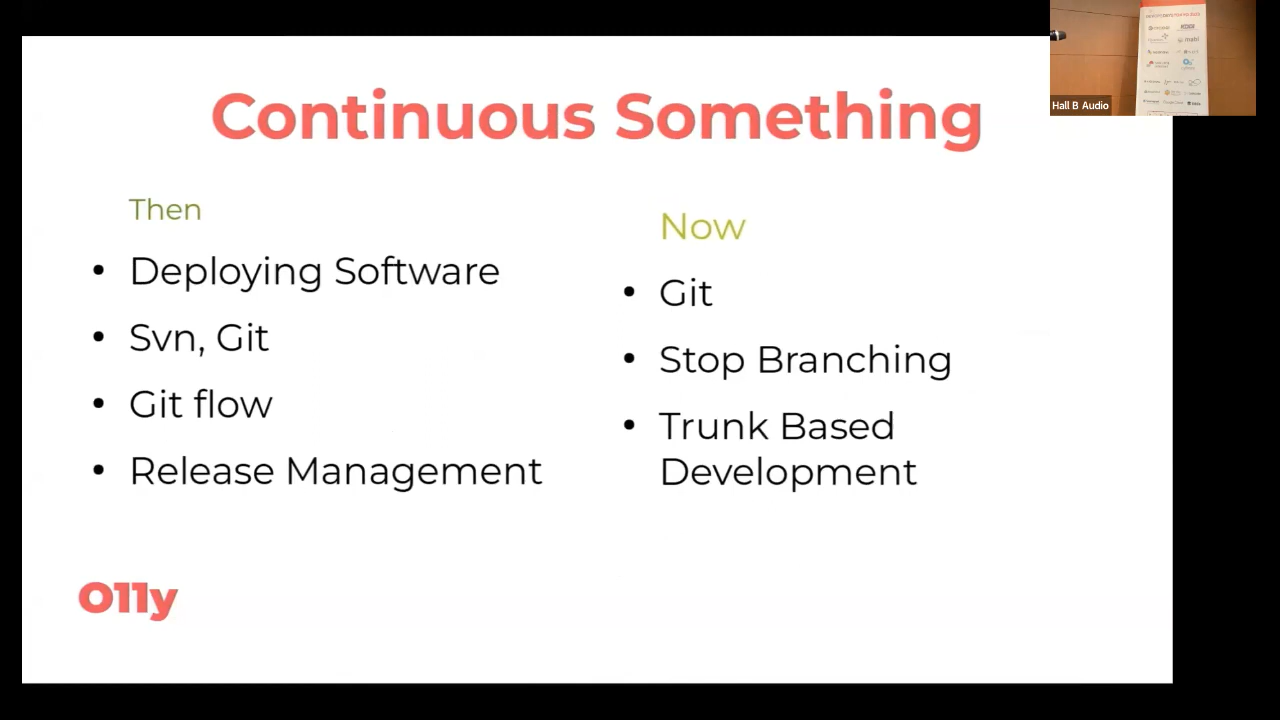 Continuous Something
Then
Deploying Software
Svn, Git
Git flow
Release Management
Now
Git
Stop Branching
Trunk Based
Development
O11y
Hall B Audio
mabl